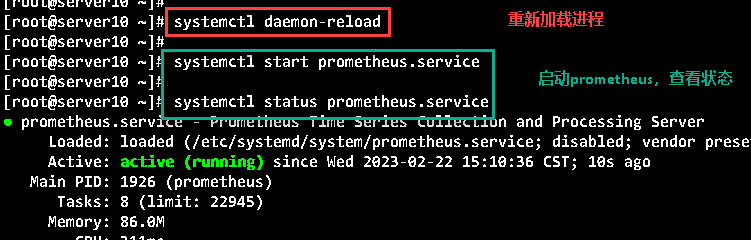 [root@server10 ~]#
[root@server10 ~]# systemctl daemon-reload 重新加载进程
[root@server10 ~]#
[root@server10 ~]# systemctl start prometheus.service
[root@server10 ~]# 启动prometheus，查看状态
[root@server10 ~]# systemctl status prometheus.service
● prometheus.service - Prometheus Time Series Collection and Processing Server
Loaded: loaded (/etc/systemd/system/prometheus.service; disabled; vendor prese
Active: active (running) since Wed 2023-02-22 15:10:36 CST; 10s ago
Main PID: 1926 (prometheus)
Tasks: 8 (limit: 22945)
Memory: 86.0M
CPU: 211ms